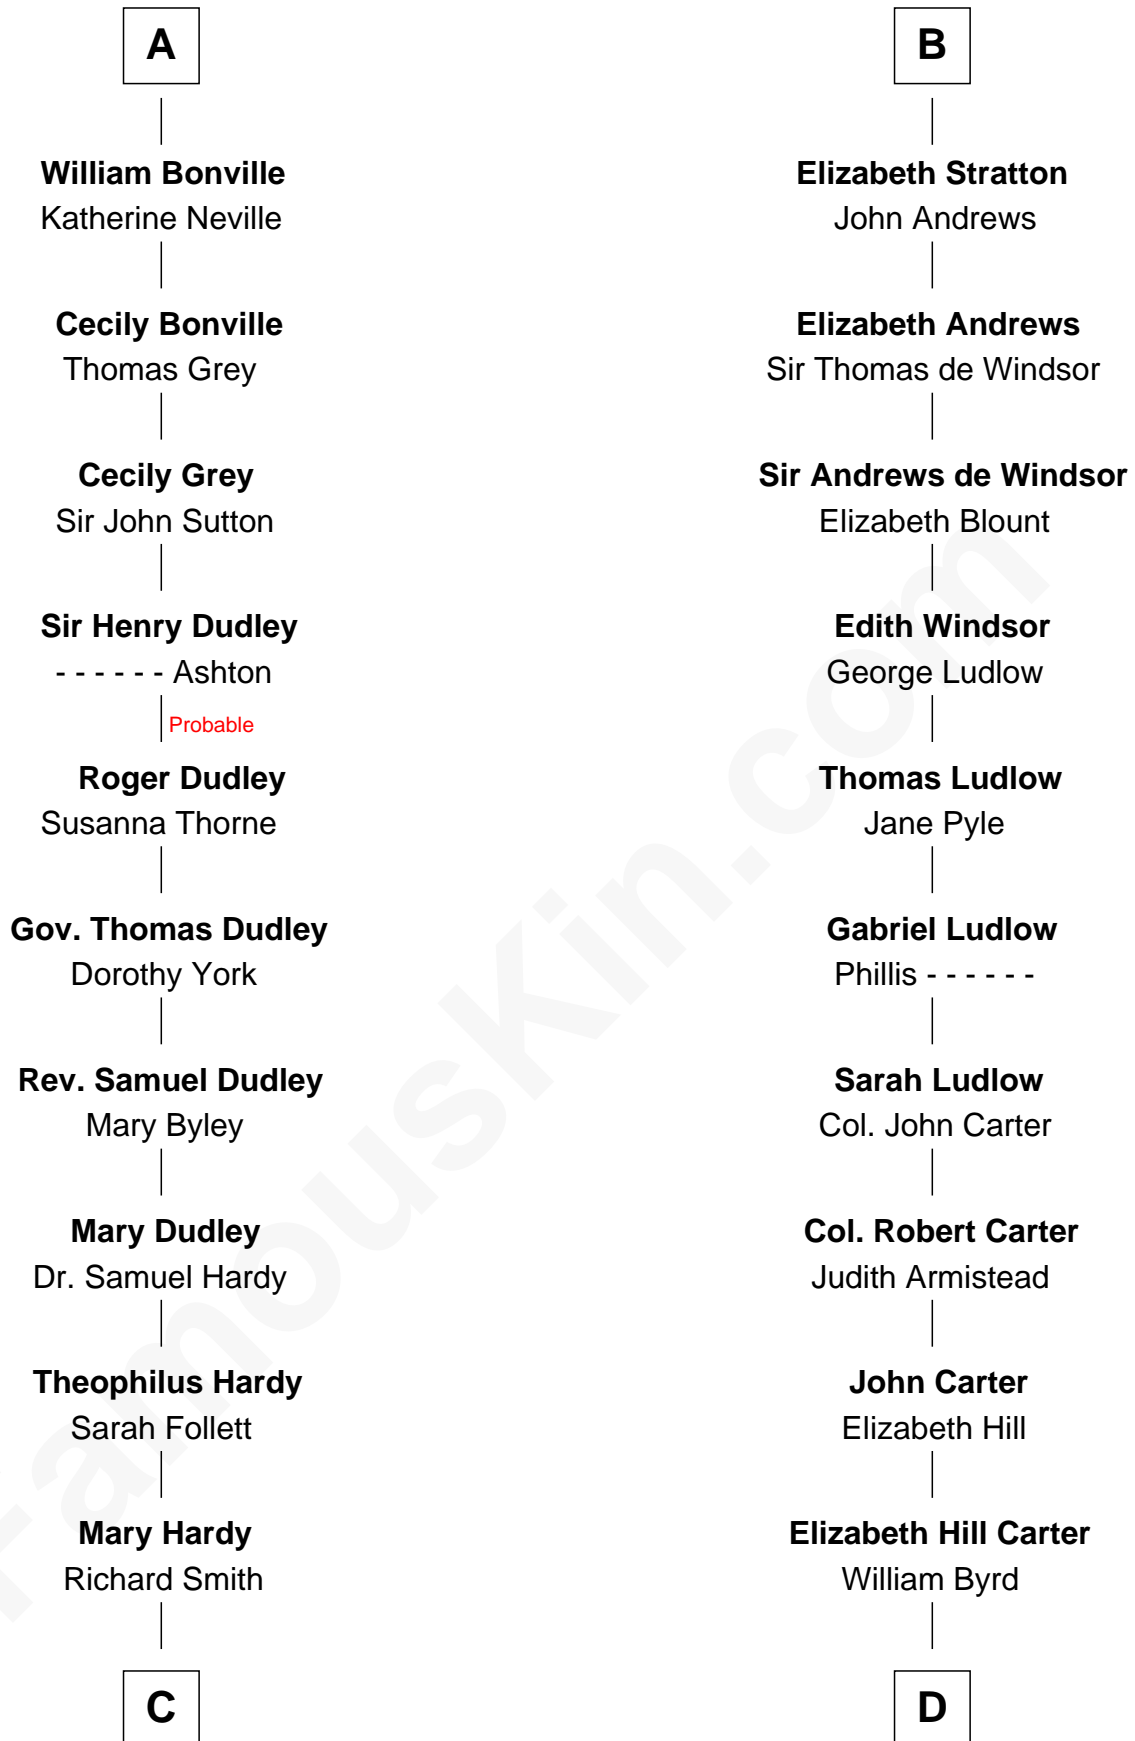 A
William Bonville
Katherine Neville
Cecily Bonville
Thomas Grey
Cecily Grey
Sir John Sutton
Sir Henry Dudley
- - - - - - Ashton
Probable
Roger Dudley
Susanna Thorne
Gov. Thomas Dudley
Dorothy York
Rev. Samuel Dudley
Mary Byley
Mary Dudley
Dr. Samuel Hardy
Theophilus Hardy
Sarah Follett
Mary Hardy
Richard Smith
C
B
Elizabeth Stratton
John Andrews
Elizabeth Andrews
Sir Thomas de Windsor
Sir Andrews de Windsor
Elizabeth Blount
Edith Windsor
George Ludlow
Thomas Ludlow
Jane Pyle
Gabriel Ludlow
Phillis - - - - - -
Sarah Ludlow
Col. John Carter
Col. Robert Carter
Judith Armistead
John Carter
Elizabeth Hill
Elizabeth Hill Carter
William Byrd
D
FamousKin.com